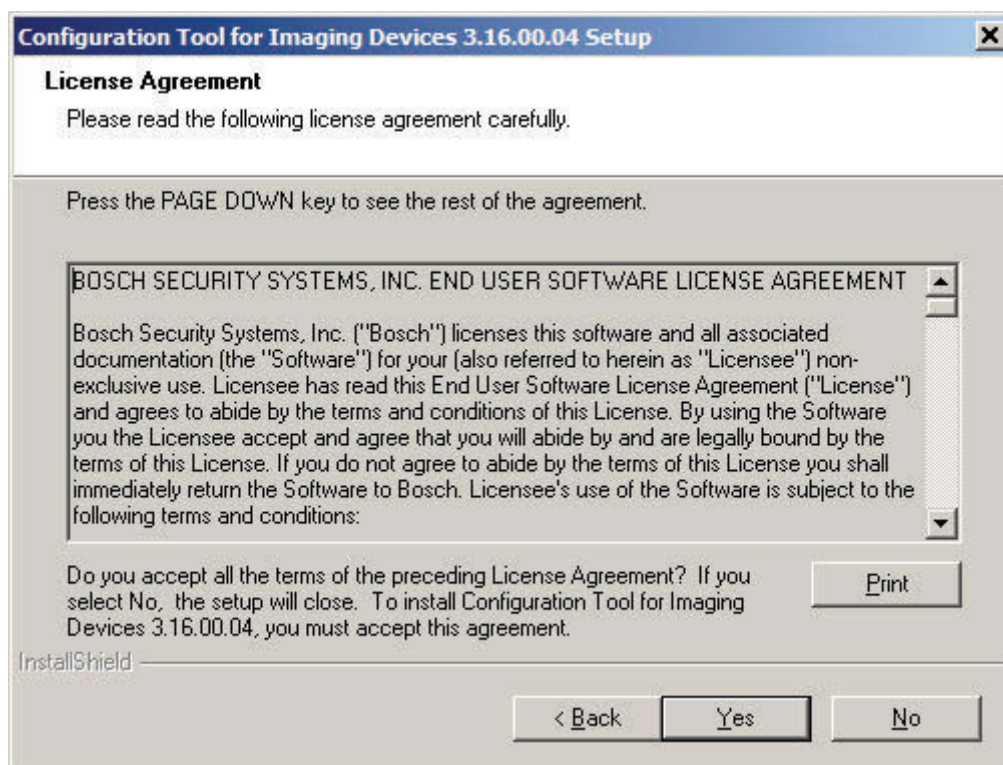 Configuration Tool for Imaging Devices 3.16.00.04 Setup
License Agreement
Please read the following license agreement carefully.
Press the PAGE DOWN key to see the rest of the agreement.
BOSCH SECURITY SYSTEMS, INC. END USER SOFTWARE LICENSE AGREEMENT
Bosch Security Systems, Inc. ("Bosch") licenses this software and all associated
documentation (the "Software") for your (also referred to herein as "Licensee") non-
exclusive use. Licensee has read this End User Software License Agreement ("License")
and agrees to abide by the terms and conditions of this License. By using the Software
you the Licensee accept and agree that you will abide by and are legally bound by the
terms of this License. If you do not agree to abide by the terms of this License you shall
immediately return the Software to Bosch. Licensee's use of the Software is subject to the
following terms and conditions:
Do you accept all the terms of the preceding License Agreement? If you
select No, the setup will close. To install Configuration Tool for Imaging
Devices 3.16.00.04, you must accept this agreement.
Print
InstallShield
< Back
Yes
No